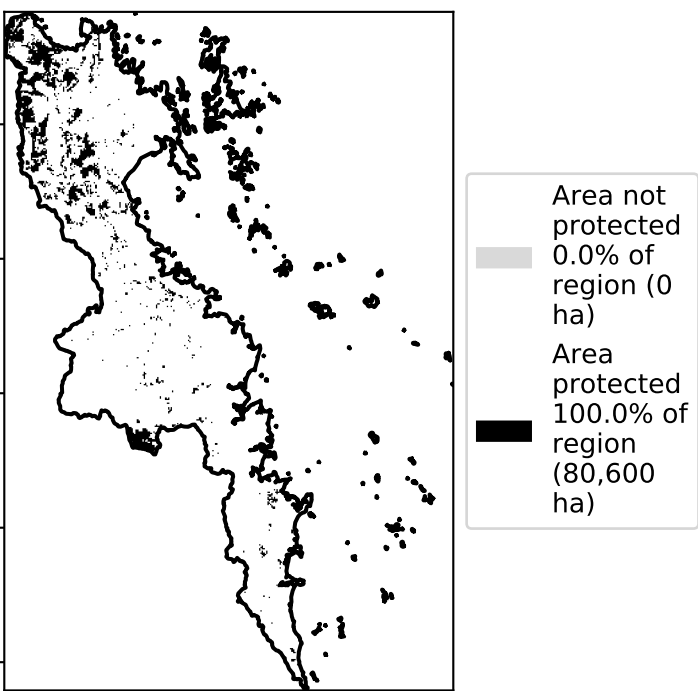 Area not
protected
0.0% of
region (0
ha)
Area
protected
100.0% of
region
(80,600
ha)